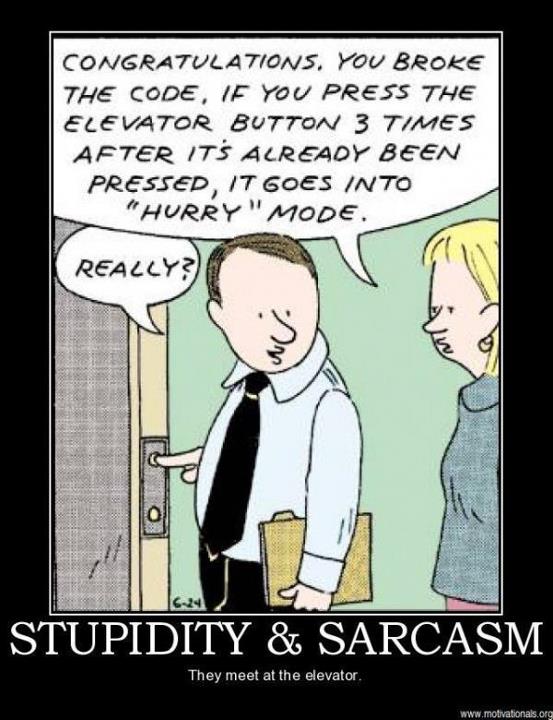 CONGRATULATIONS. YOU BROKE
THE CODE, IF YOU PRESS THE
ELEVATOR BUTTON 3 TIMES
AFTER IT'S ALREADY BEEN
PRESSED, IT GOES INTO
"HURRY" MODE.
REALLY?
6-24
STUPIDITY & SARCASM
They meet at the elevator.
www.motivationals.org